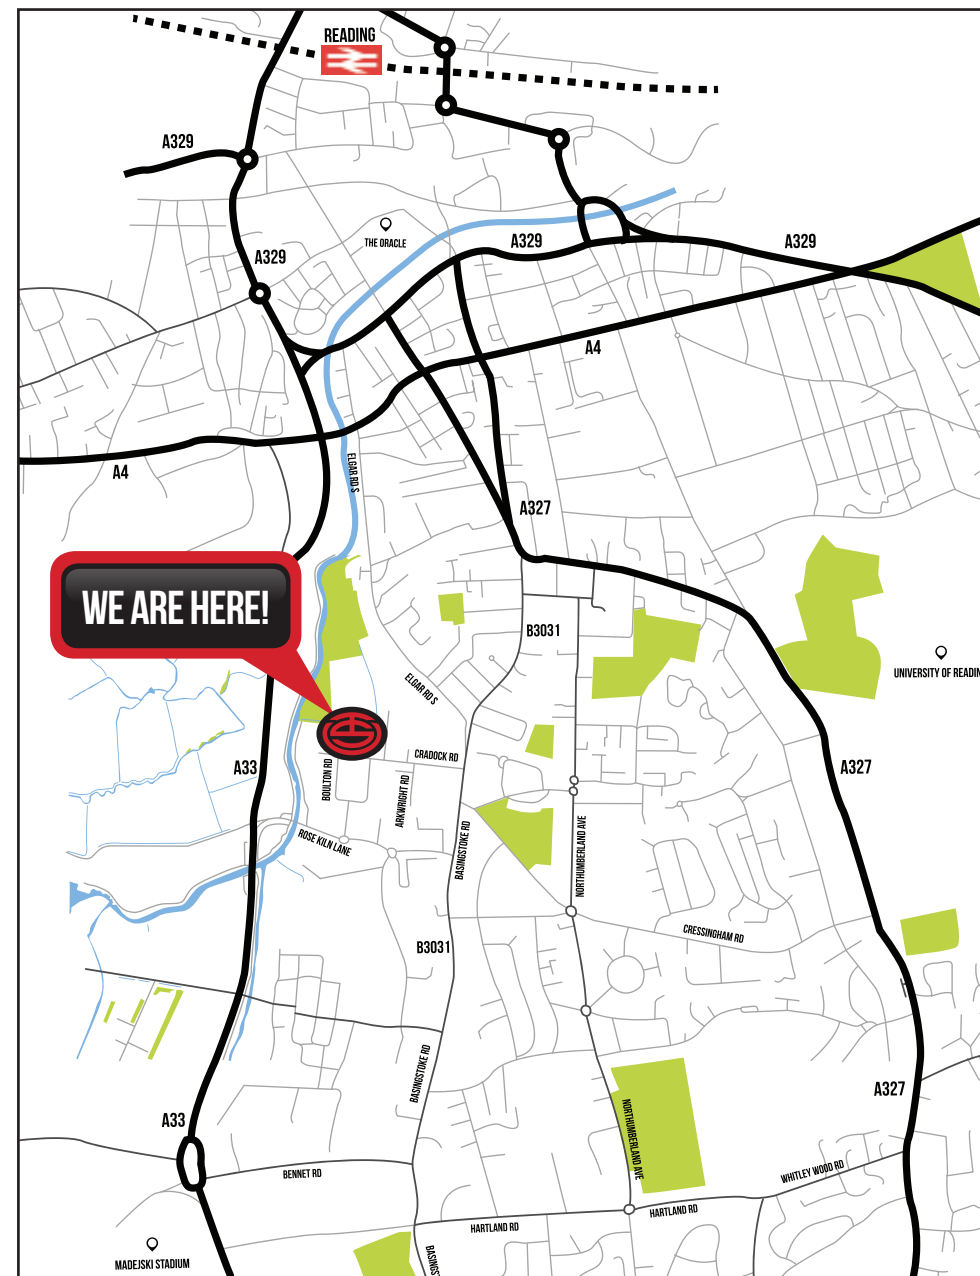 READING
A329
THE ORACLE
A329
A329
A329
A4
A4
ELGAR RD S
A327
WE ARE HERE!
B3031
UNIVERSITY OF READIN
ELGAR RD S
CRADOCK RD
A33
BOULTON RD
ARKWRIGHT RD
A327
ROSE KILN LANE
BASINGSTOKE RD
NORTHUMBERLAND AVE
CRESSINGHAM RD
B3031
BASINGSTOKE RD
A327
A33
NORTHUMBERLAND AVE
BENNET RD
WHITLEY WOOD RD
HARTLAND RD
HARTLAND RD
MADEJSKI STADIUM
BASINGS